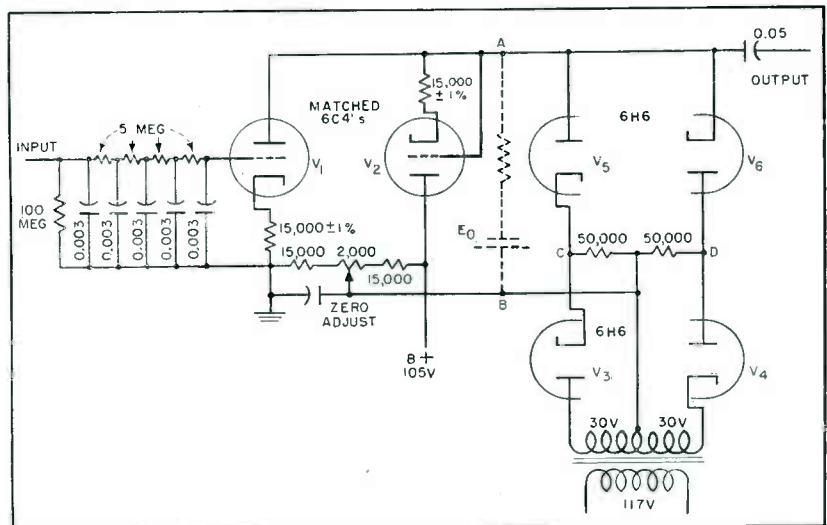 A
0.05
OUTPUT
15,000
± 1%
MATCHED
6C4's
6H6
5 MEG
INPUT
V1
V2
V5
V6
100
MEG
0.003
0.003
0.003
0.003
0.003
15,000 ± 1%
E0
50,000
50,000
C
D
15,000
2,000
15,000
B
ZERO
ADJUST
6H6
B+
105V
V3
V4
30V
30V
117V